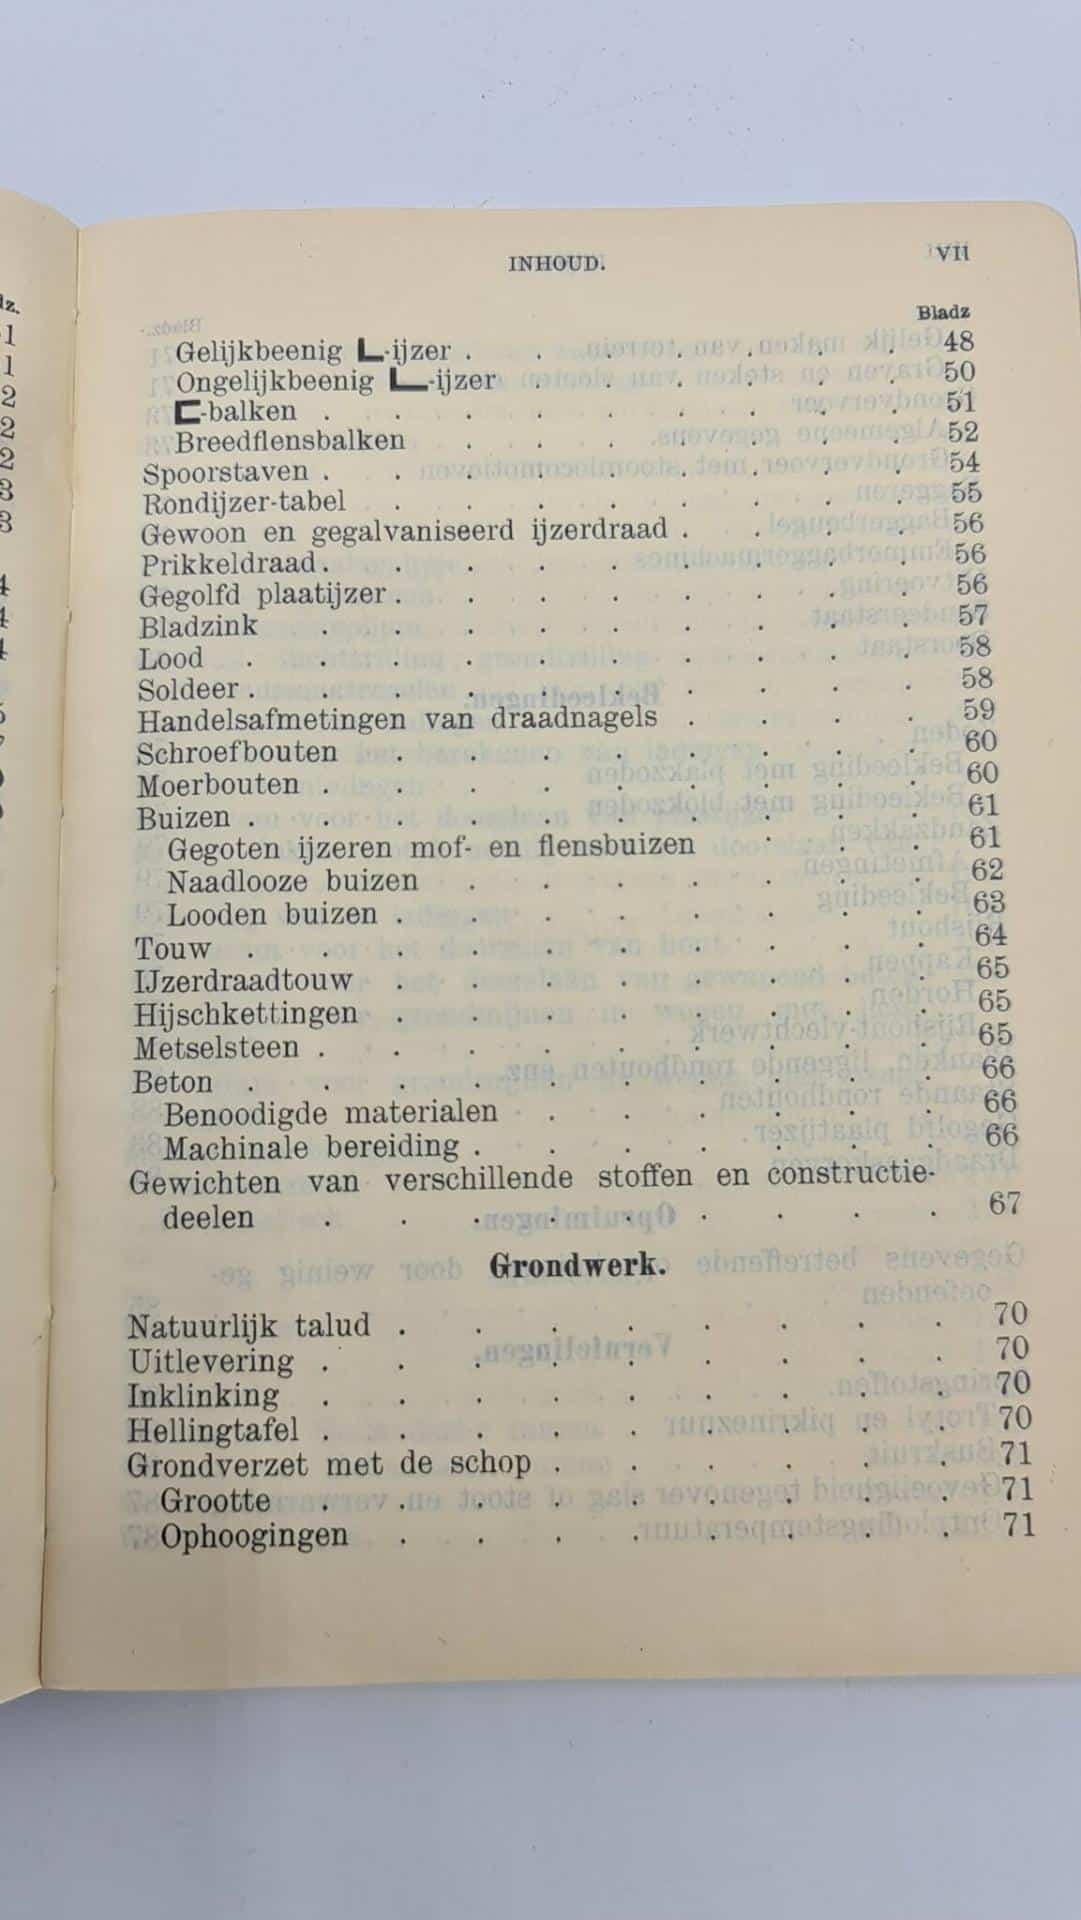 INHOUD. VII
Bladz
Gelijkbeenig L-ijzer . . . . . . . 48
Ongelijkbeenig L-ijzer . . . . . . 50
C-balken . . . . . . . . . 51
Breedflensbalken . . . . . . . 52
Spoorstaven . . . . . . . . . 54
Rondijzer-tabel . . . . . . . . 55
Gewoon en gegalvaniseerd ijzerdraad . . . . 56
Prikkeldraad . . . . . . . . . 56
Gegolfd plaatijzer . . . . . . . . 56
Bladzink . . . . . . . . . 57
Lood . . . . . . . . . . 58
Soldeer . . . . . . . . . . 58
Handelsafmetingen van draadnagels . . . . 59
Schroefbouten . . . . . . . . 60
Moerbouten . . . . . . . . . 60
Buizen . . . . . . . . . . 61
Gegoten ijzeren mof- en flensbuizen . . . 61
Naadlooze buizen . . . . . . . 62
Looden buizen . . . . . . . . 63
Touw . . . . . . . . . . 64
IJzerdraadtouw . . . . . . . . 65
Hijschkettingen . . . . . . . . 65
Metselsteen . . . . . . . . . 65
Beton . . . . . . . . . . 66
Benoodigde materialen . . . . . . 66
Machinale bereiding . . . . . . . 66
Gewichten van verschillende stoffen en constructie-
deelen . . . . . . . . . 67
Grondwerk.
Natuurlijk talud . . . . . . . . 70
Uitlevering . . . . . . . . . 70
Inklinking . . . . . . . . . 70
Hellingtafel . . . . . . . . . 70
Grondverzet met de schop . . . . . . 71
Grootte . . . . . . . . . 71
Ophoogingen . . . . . . . . 71